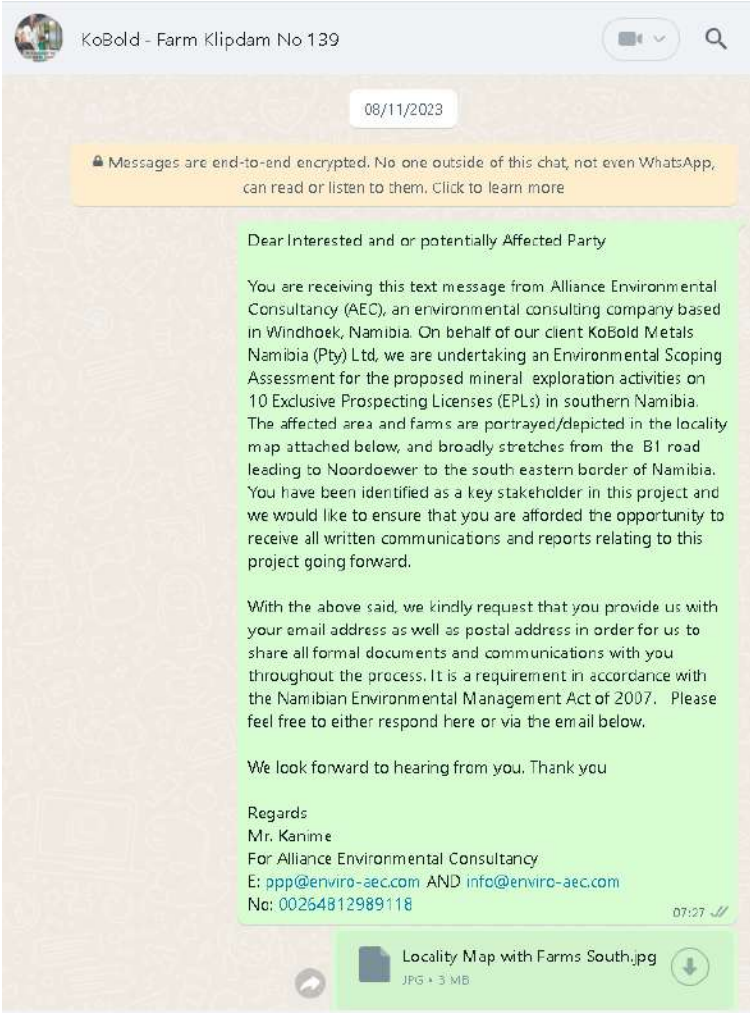 KoBold - Farm Klipdam No 139
08/11/2023
Messages are end-to-end encrypted. No one outside of this chat, not even WhatsApp,
can read or listen to them. Click to learn more
Dear Interested and or potentially Affected Party
You are receiving this text message from Alliance Environmental
Consultancy (AEC), an environmental consulting company based
in Windhoek, Namibia. On behalf of our client KoBold Metals
Namibia (Pty) Ltd, we are undertaking an Environmental Scoping
Assessment for the proposed mineral exploration activities on
10 Exclusive Prospecting Licenses (EPLs) in southern Namibia.
The affected area and farms are portrayed/depicted in the locality
map attached below, and broadly stretches from the B1 road
leading to Noordoewer to the south eastern border of Namibia.
You have been identified as a key stakeholder in this project and
we would like to ensure that you are afforded the opportunity to
receive all written communications and reports relating to this
project going forward.
With the above said, we kindly request that you provide us with
your email address as well as postal address in order for us to
share all formal documents and communications with you
throughout the process. It is a requirement in accordance with
the Namibian Environmental Management Act of 2007. Please
feel free to either respond here or via the email below.
We look forward to hearing from you. Thank you
Regards
Mr. Kanime
For Alliance Environmental Consultancy
E: ppp@enviro-aec.com AND info@enviro-aec.com
No: 00264812989118
07:27
Locality Map with Farms South.jpg
JPG • 3 MB